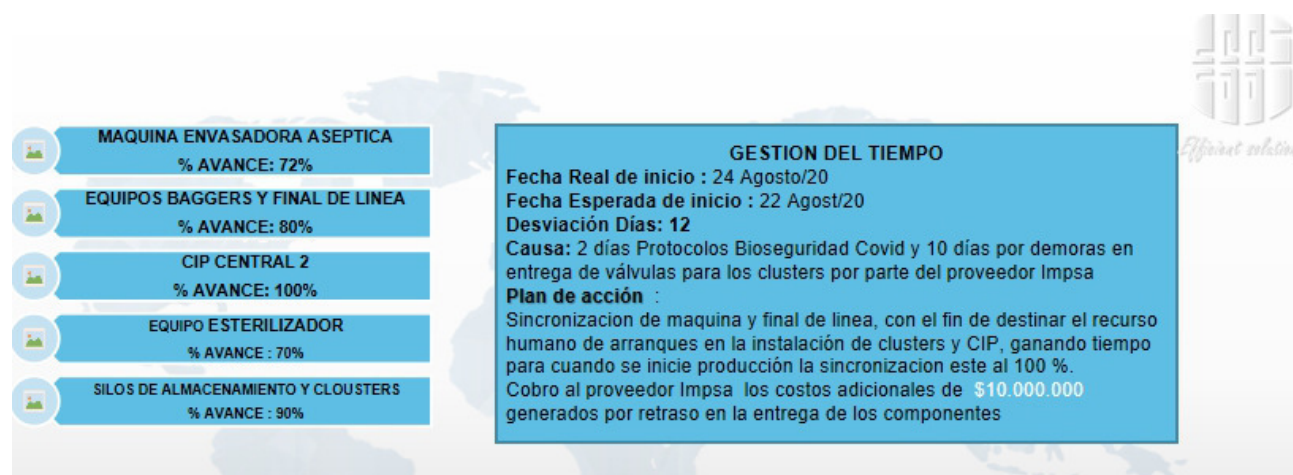 MAQUINA ENVASADORA ASEPTICA
% AVANCE: 72%
EQUIPOS BAGGERS Y FINAL DE LINEA
% AVANCE: 80%
CIP CENTRAL 2
% AVANCE: 100%
EQUIPO ESTERILIZADOR
% AVANCE : 70%
SILOS DE ALMACENAMIENTO Y CLOUSTERS
% AVANCE : 90%
GESTION DEL TIEMPO
Fecha Real de inicio : 24 Agosto/20
Fecha Esperada de inicio : 22 Agost/20
Desviación Días: 12
Causa: 2 días Protocolos Bioseguridad Covid y 10 días por demoras en
entrega de válvulas para los clusters por parte del proveedor Impsa
Plan de acción :
Sincronizacion de maquina y final de linea, con el fin de destinar el recurso
humano de arranques en la instalación de clusters y CIP, ganando tiempo
para cuando se inicie producción la sincronizacion este al 100 %.
Cobro al proveedor Impsa los costos adicionales de $10.000.000
generados por retraso en la entrega de los componentes
Efficient solution